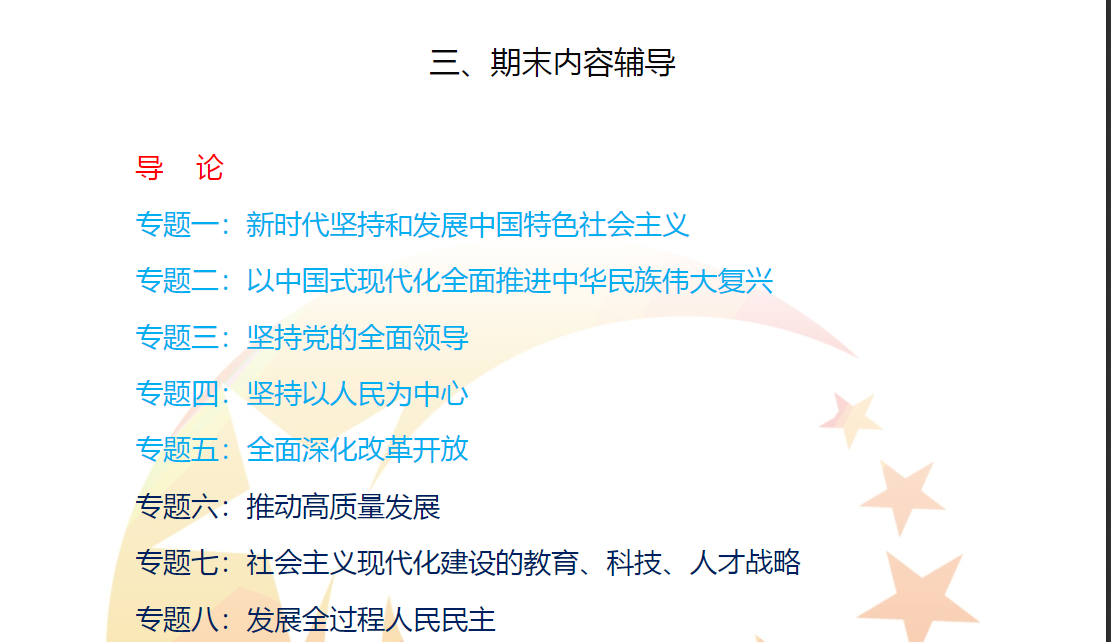 三、期末内容辅导
导 论
专题一：新时代坚持和发展中国特色社会主义
专题二：以中国式现代化全面推进中华民族伟大复兴
专题三：坚持党的全面领导
专题四：坚持以人民为中心
专题五：全面深化改革开放
专题六：推动高质量发展
专题七：社会主义现代化建设的教育、科技、人才战略
专题八：发展全过程人民民主